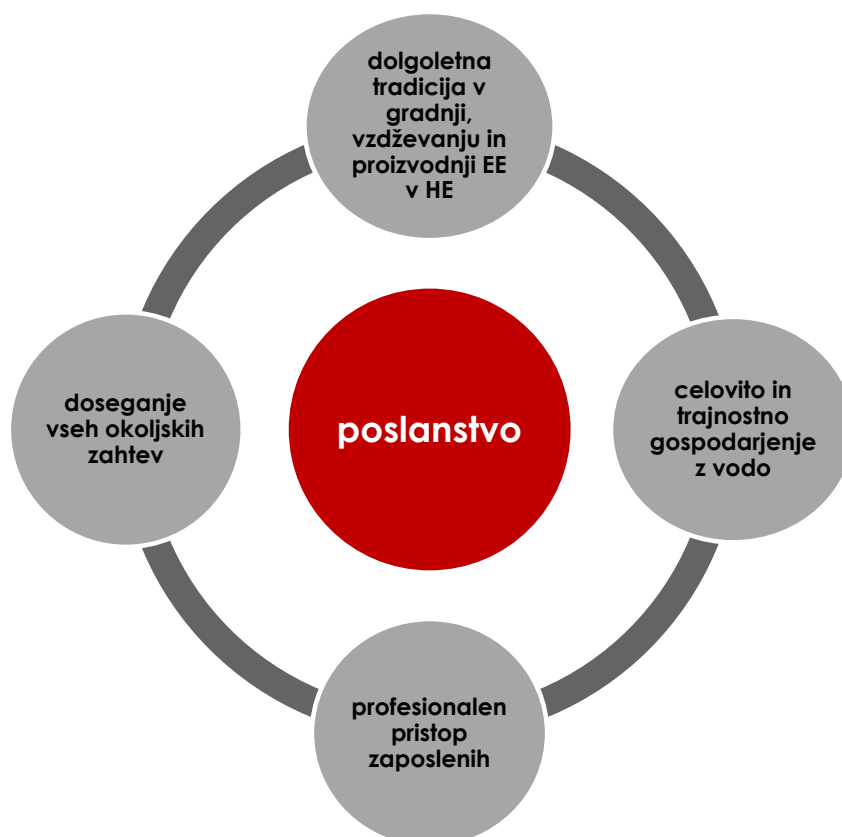 dolgoletna
tradicija v
gradnji,
vzdževanju in
proizvodnji EE
v HE
doseganje
vseh okoljskih
zahtev
poslanstvo
celovito in
trajnostno
gospodarjenje
z vodo
profesionalen
pristop
zaposlenih